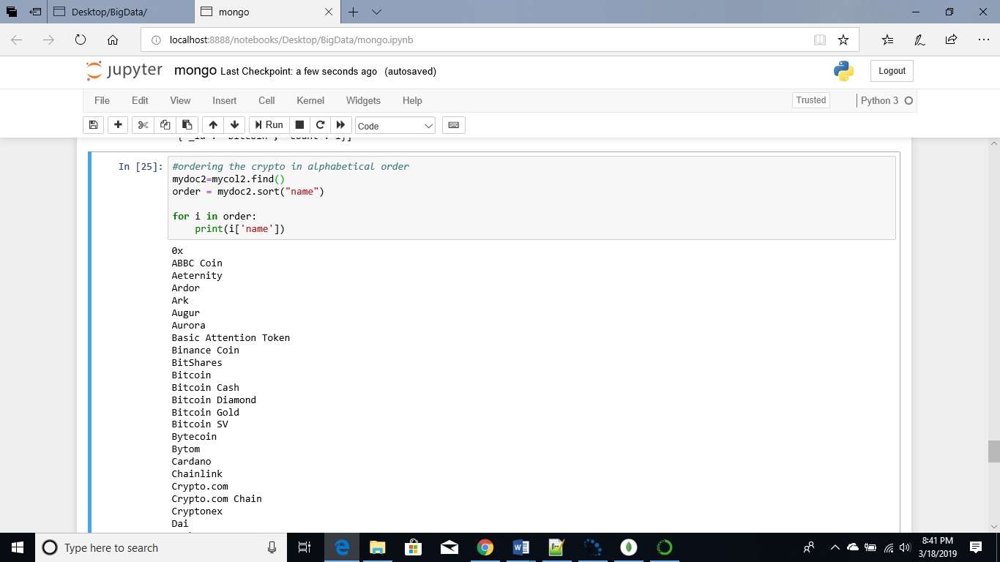 Desktop/BigData/
mongo
localhost:8888/notebooks/Desktop/BigData/mongo.ipynb
jupyter mongo Last Checkpoint: a few seconds ago (autosaved)
Logout
File Edit View Insert Cell Kernel Widgets Help
Trusted
Python 3
Run
Code
In [25]:
#ordering the crypto in alphabetical order
mydoc2=mycol2.find()
order = mydoc2.sort("name")
for i in order:
    print(i['name'])
0x
ABBC Coin
Aeternity
Ardor
Ark
Augur
Aurora
Basic Attention Token
Binance Coin
BitShares
Bitcoin
Bitcoin Cash
Bitcoin Diamond
Bitcoin Gold
Bitcoin SV
Bytecoin
Bytom
Cardano
Chainlink
Crypto.com
Crypto.com Chain
Cryptonex
Dai
Type here to search
8:41 PM
3/18/2019